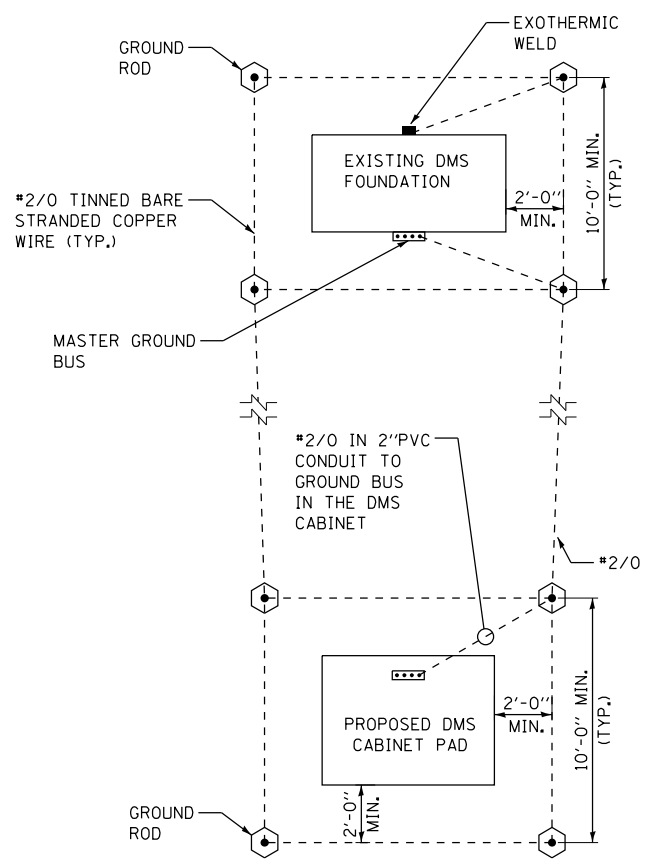 EXOTHERMIC
WELD
GROUND
ROD
EXISTING DMS
FOUNDATION
2'-0"
MIN.
10'-0" MIN.
(TYP.)
#2/0 TINNED BARE
STRANDED COPPER
WIRE (TYP.)
MASTER GROUND
BUS
#2/0 IN 2"PVC
CONDUIT TO
GROUND BUS
IN THE DMS
CABINET
#2/0
2'-0"
MIN.
10'-0" MIN.
(TYP.)
PROPOSED DMS
CABINET PAD
2'-0"
MIN.
GROUND
ROD